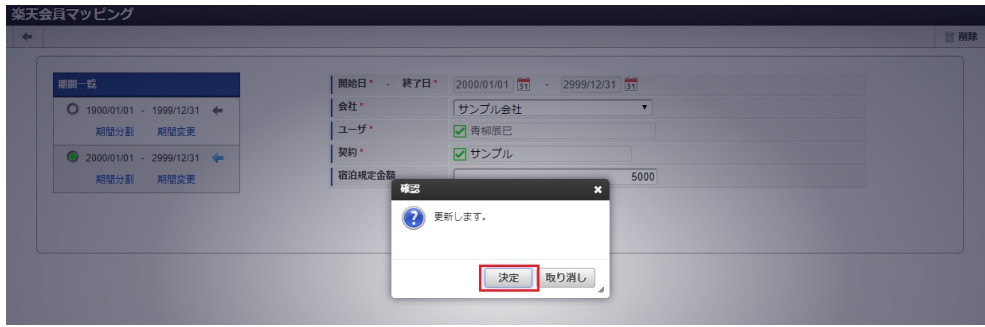 楽天会員マッピング
削除
期間一覧
1900/01/01 - 1999/12/31
期間分割 期間変更
2000/01/01 - 2999/12/31
期間分割 期間変更
開始日* - 終了日* 2000/01/01 31 - 2999/12/31 31
会社* サンプル会社
ユーザ* 青柳辰巳
契約* サンプル
宿泊規定金額 5000
確認
更新します。
決定 取り消し